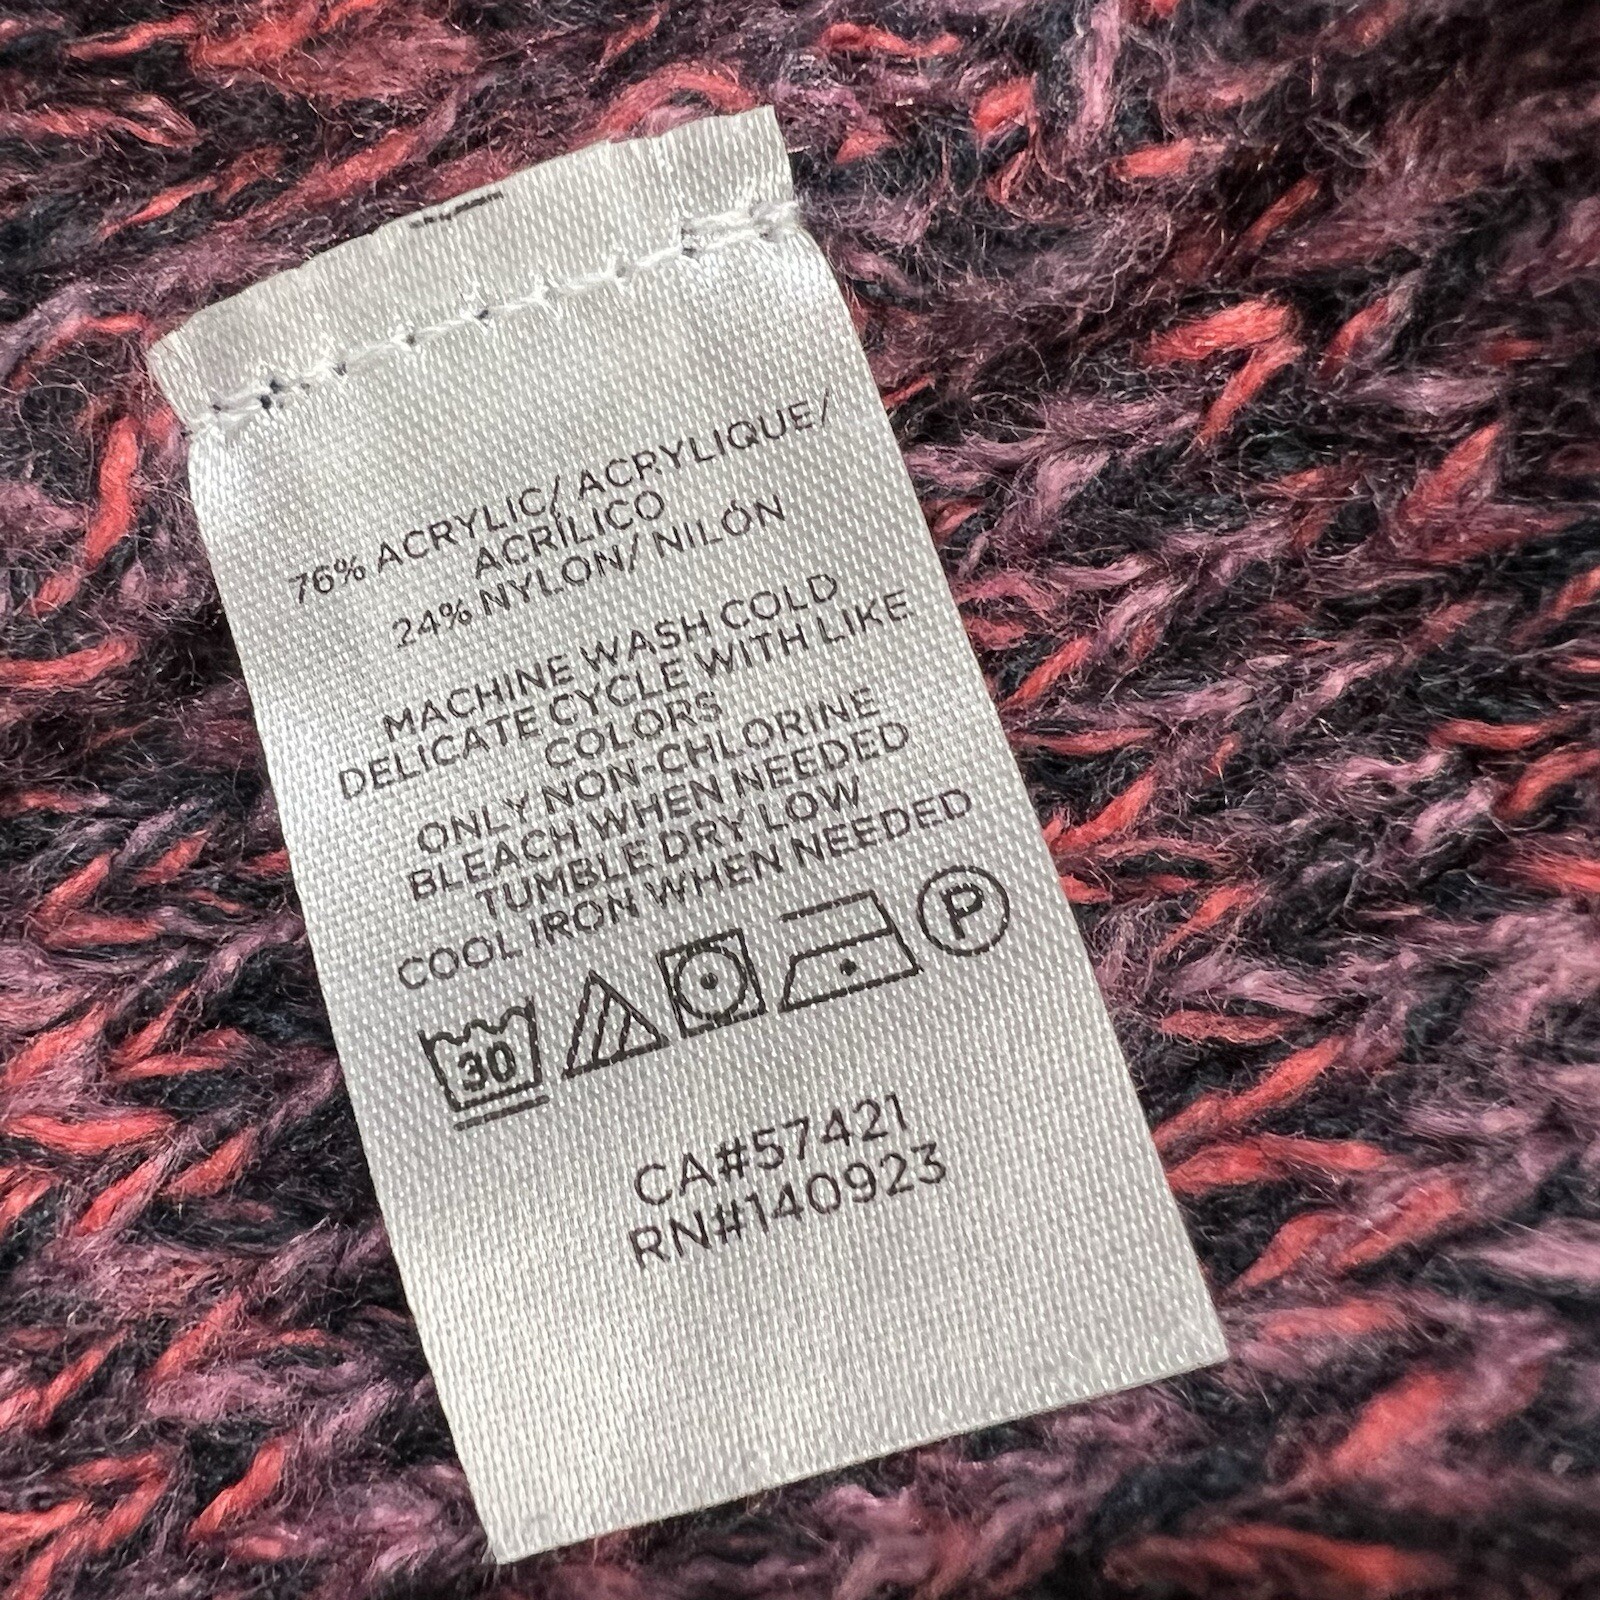 76% ACRYLIC/ ACRYLIQUE/
ACRÍLICO
24% NYLON/ NILÓN
MACHINE WASH COLD
DELICATE CYCLE WITH LIKE
COLORS
ONLY NON-CHLORINE
BLEACH WHEN NEEDED
TUMBLE DRY LOW
COOL IRON WHEN NEEDED
30 P
CA#57421
RN#140923